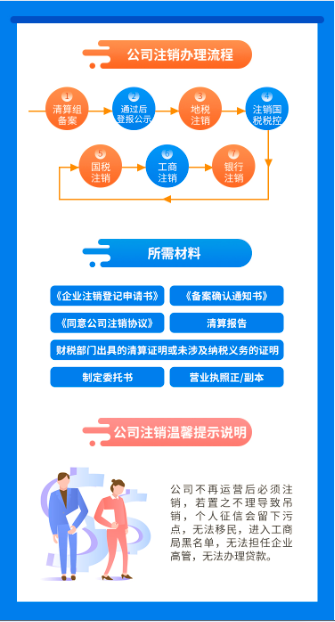 公司注销办理流程
1
清算组
备案
2
通过后
登报公示
3
地税
注销
4
注销国
税税控
国税
注销
工商
注销
银行
注销
所需材料
《企业注销登记申请书》
《备案确认通知书》
《同意公司注销协议》
清算报告
财税部门出具的清算证明或未涉及纳税义务的证明
制定委托书
营业执照正/副本
公司注销温馨提示说明
公司不再运营后必须注
销，若置之不理导致吊
销，个人征信会留下污
点，无法移民，进入工商
局黑名单，无法担任企业
高管，无法办理贷款。